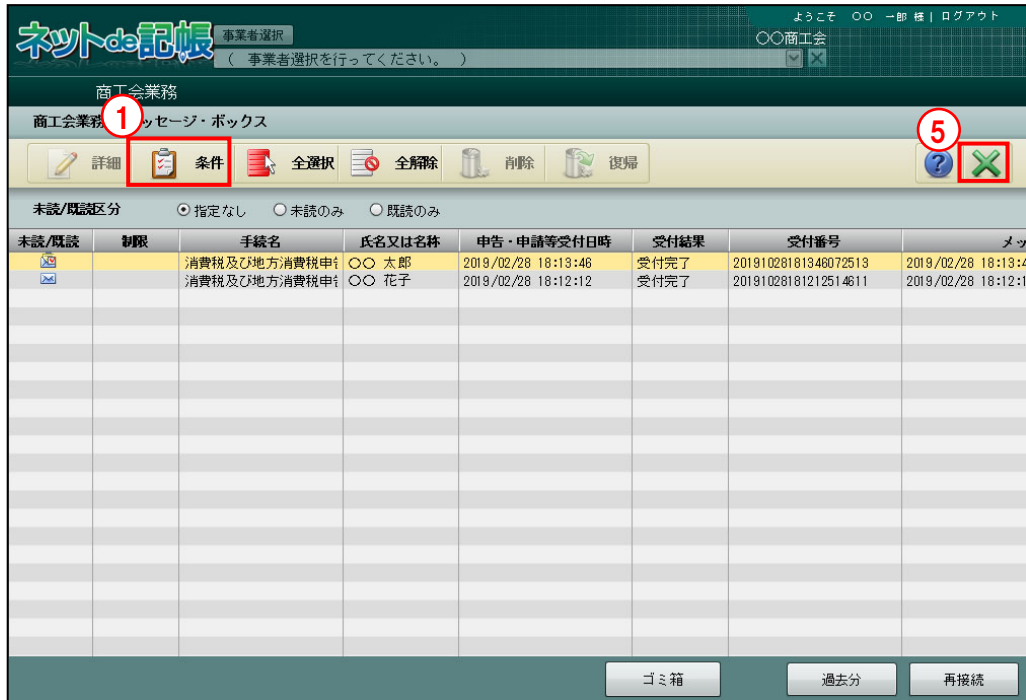 ようこそ ○○ 一郎 様 | ログアウト
ネットde記帳 事業者選択 ○○商工会
( 事業者選択を行ってください。 )
商工会業務
① ⑤
商工会業務 ッセージ・ボックス
詳細 条件 全選択 全解除 削除 復帰 ?
未読/既読区分 指定なし 未読のみ 既読のみ
未読/既読 制限 手続名 氏名又は名称 申告・申請等受付日時 受付結果 受付番号 メッ
消費税及び地方消費税申 ○○ 太郎 2019/02/28 18:13:46 受付完了 20191028181346072513 2019/02/28 18:13:4
消費税及び地方消費税申 ○○ 花子 2019/02/28 18:12:12 受付完了 20191028181212514611 2019/02/28 18:12:1
ゴミ箱 過去分 再接続